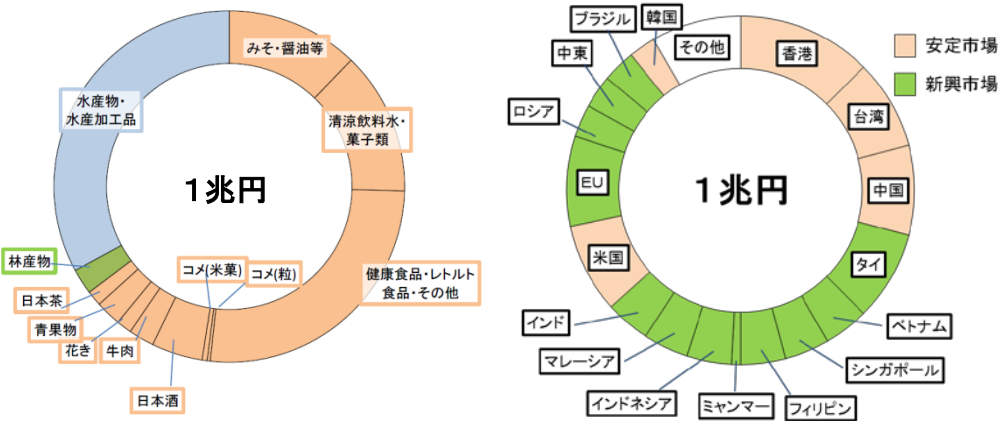 みそ・醤油等
清涼飲料水・
菓子類
健康食品・レトルト
食品・その他
コメ(粒)
コメ(米菓)
日本酒
牛肉
花き
青果物
日本茶
林産物
水産物・
水産加工品
1兆円
香港
台湾
中国
タイ
ベトナム
シンガポール
フィリピン
ミャンマー
インドネシア
マレーシア
インド
米国
EU
ロシア
中東
ブラジル
韓国
その他
1兆円
安定市場
新興市場